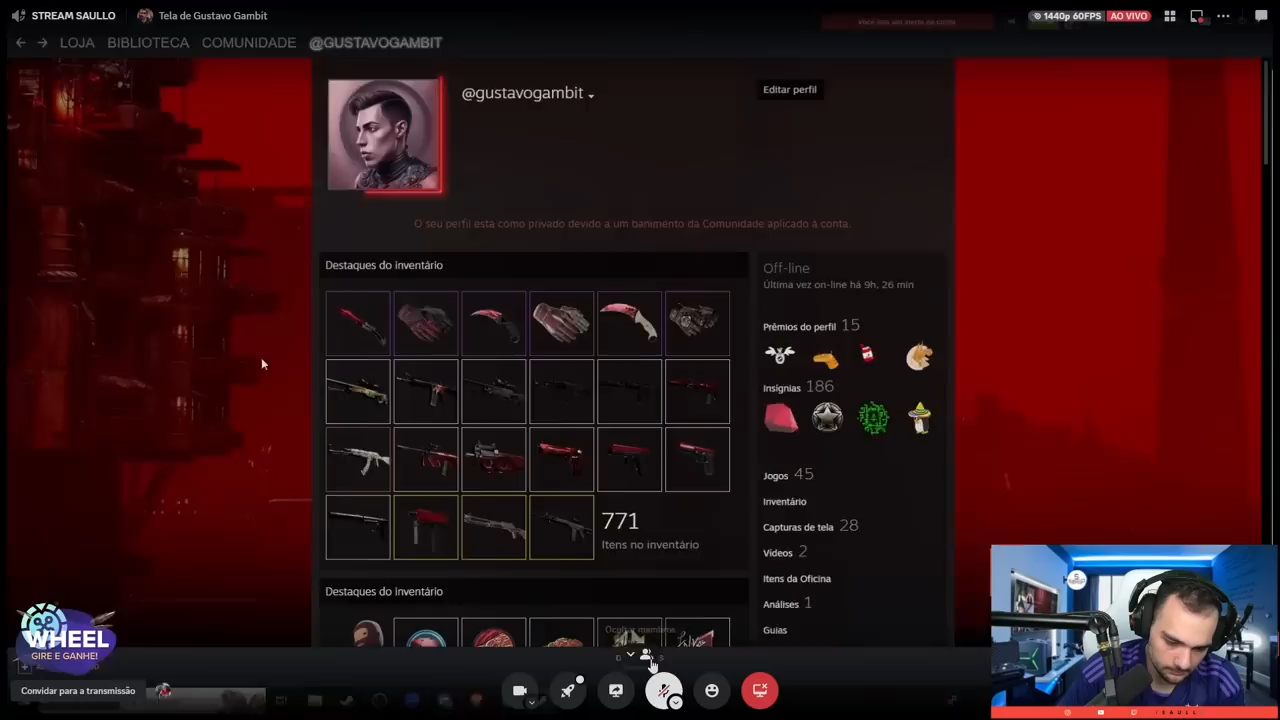 STREAM SAULLO
Tela de Gustavo Gambit
1440p 60FPS
AO VIVO
LOJA
BIBLIOTECA
COMUNIDADE
@GUSTAVOGAMBIT
@gustavogambit
Editar perfil
O seu perfil está como privado devido a um banimento da Comunidade aplicado à conta.
Destaques do inventário
771
Itens no inventário
Destaques do inventário
Off-line
Última vez on-line há 9h, 26 min
Prêmios do perfil 15
Insígnias 186
Jogos 45
Inventário
Capturas de tela 28
Vídeos 2
Itens da Oficina
Análises 1
Guias
Ocultar membros
WHEEL
GIRE E GANHE!
Convidar para a transmissão